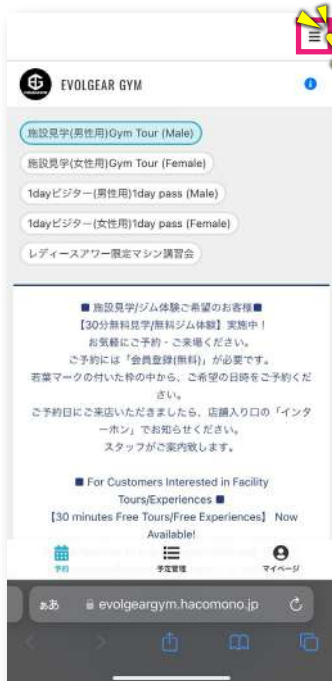 EVOLGEAR GYM
施設見学(男性用)Gym Tour (Male)
施設見学(女性用)Gym Tour (Female)
1dayビジター(男性用)1day pass (Male)
1dayビジター(女性用)1day pass (Female)
レディースアワー限定マシン講習会
■ 施設見学/ジム体験ご希望のお客様■
【30分無料見学/無料ジム体験】実施中！
お気軽にご予約・ご来場ください。
ご予約には「会員登録(無料)」が必要です。
若葉マークの付いた枠の中から、ご希望の日時をご予約くだ
さい。
ご予約日にご来店いただきましたら、店舗入り口の「インタ
ーホン」でお知らせください。
スタッフがご案内致します。
■ For Customers Interested in Facility
Tours/Experiences ■
【30 minutes Free Tours/Free Experiences】 Now
Available!
予約
予定管理
マイページ
ぁあ
evolgeargym.hacomono.jp